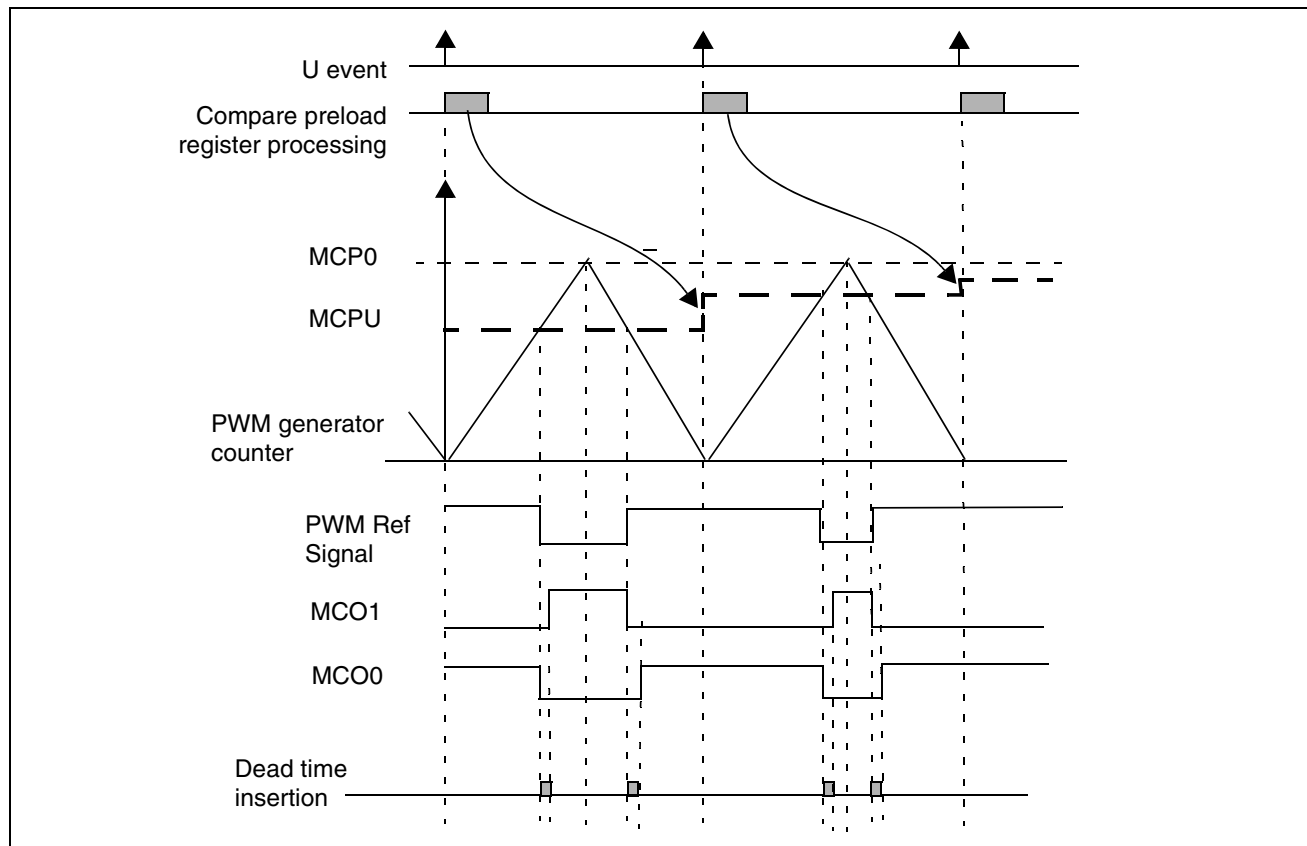 U event
Compare preload
register processing
MCP0
MCPU
PWM generator
counter
PWM Ref
Signal
MCO1
MCO0
Dead time
insertion